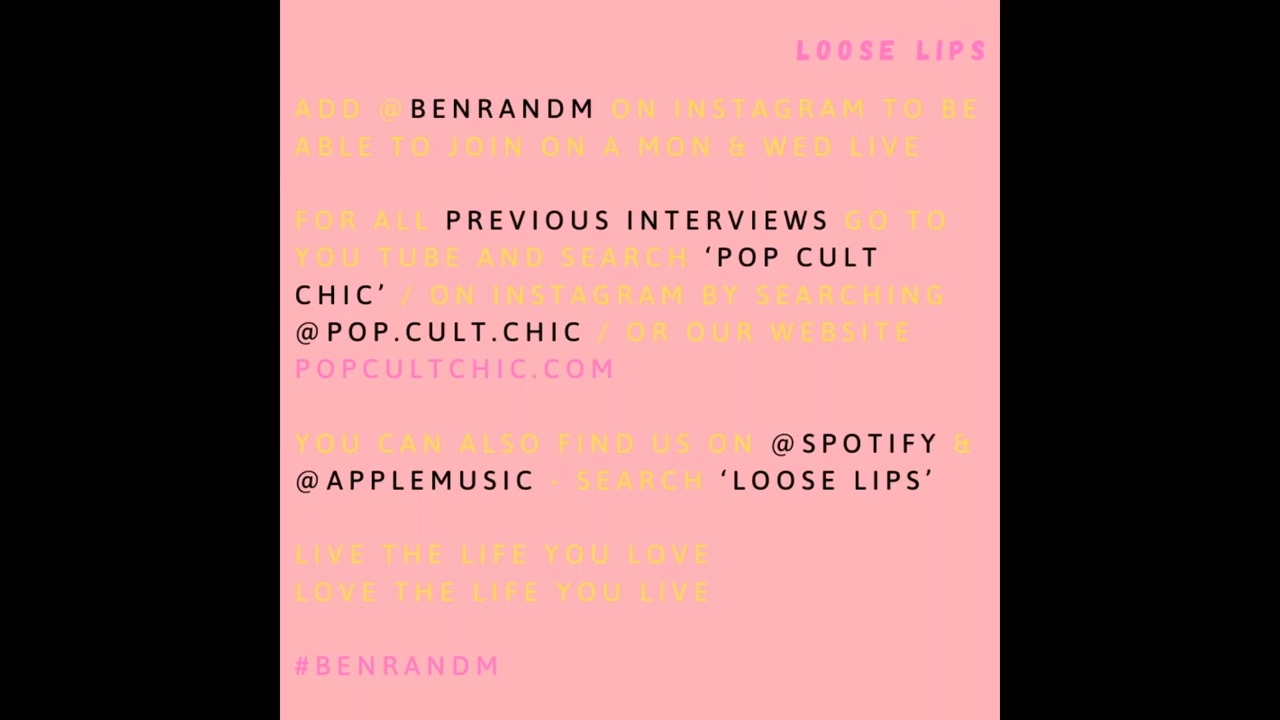 LOOSE LIPS
ADD @BENRANDM ON INSTAGRAM TO BE
ABLE TO JOIN ON A MON & WED LIVE
FOR ALL PREVIOUS INTERVIEWS GO TO
YOU TUBE AND SEARCH ‘POP CULT
CHIC’ / ON INSTAGRAM BY SEARCHING
@POP.CULT.CHIC / OR OUR WEBSITE
POPCULTCHIC.COM
YOU CAN ALSO FIND US ON @SPOTIFY &
@APPLEMUSIC - SEARCH ‘LOOSE LIPS’
LIVE THE LIFE YOU LOVE
LOVE THE LIFE YOU LIVE
#BENRANDM